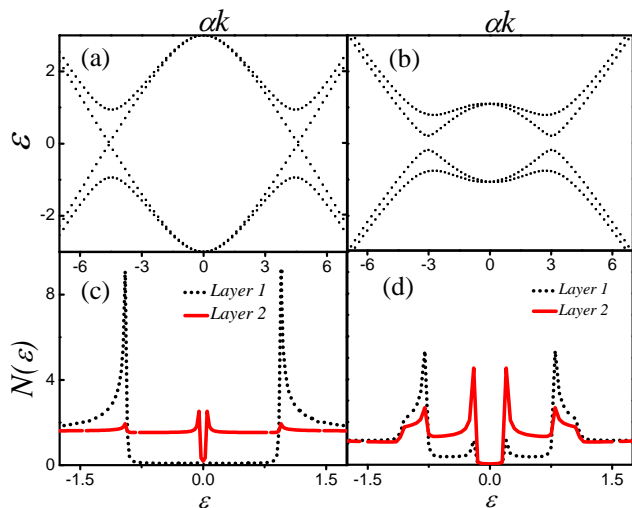 αk αk
(a) (b)
2
ε 0
-2
-6 -3 0 3 6 -6 -3 0 3 6
8 (c) (d)
Layer 1 Layer 1
Layer 2 Layer 2
N(ε) 4
0
-1.5 0.0 1.5 -1.5 0.0 1.5
ε ε